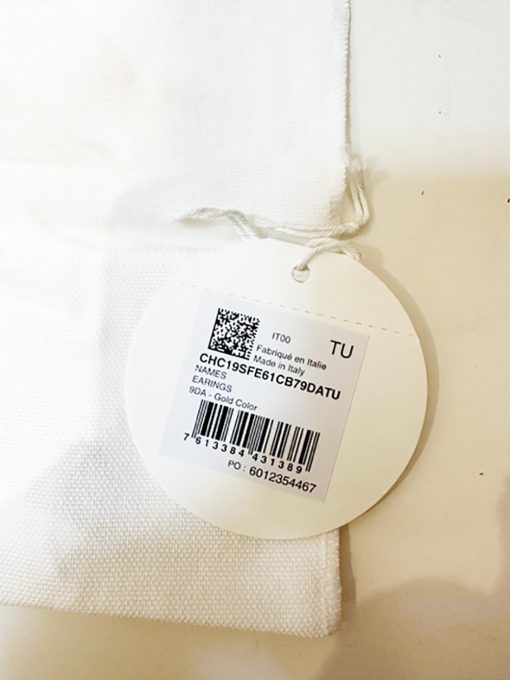 IT00
TU
Fabriqué en Italie
Made in Italy
CHC19SFE61CB79DATU
NAMES
EARINGS
9DA - Gold Color
7 613384 431389
PO : 6012354467